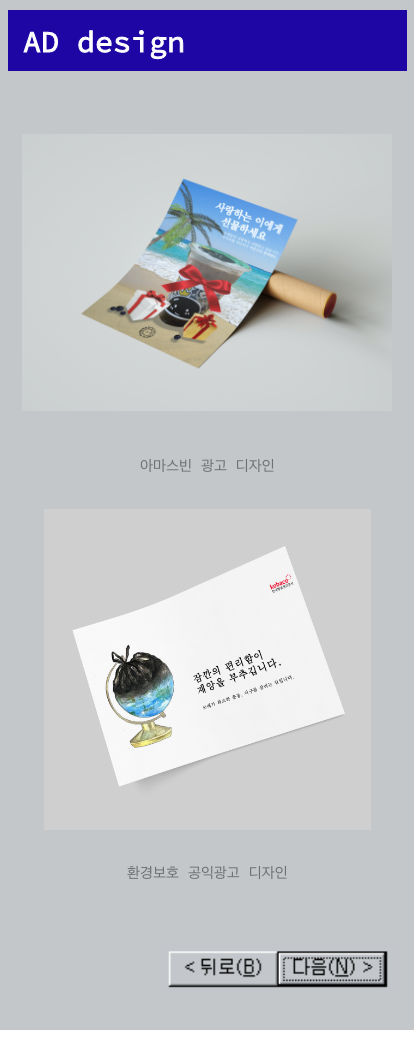 AD design
사랑하는 이에게
선물하세요
아마스빈 광고 디자인
kobaco
잠깐의 편리함이
재앙을 부추깁니다.
환경보호 공익광고 디자인
< 뒤로(B)
다음(N) >